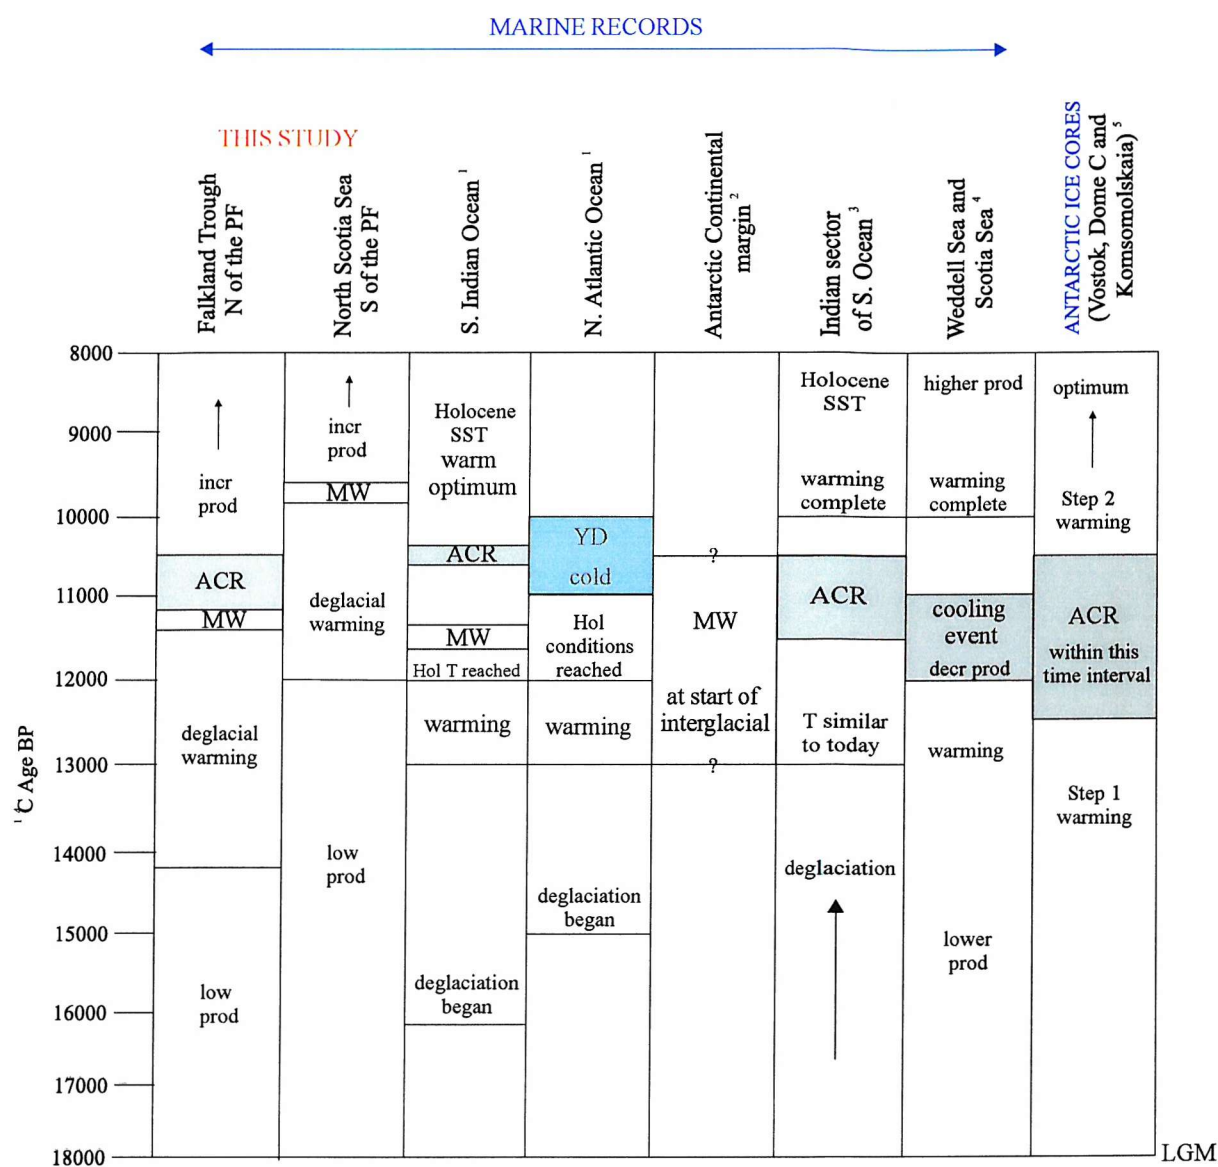 MARINE RECORDS
THIS STUDY
Falkland Trough
N of the PF
North Scotia Sea
S of the PF
S. Indian Ocean 1
N. Atlantic Ocean 1
Antarctic Continental
margin 2
Indian sector
of S. Ocean 3
Weddell Sea and
Scotia Sea 4
ANTARCTIC ICE CORES
(Vostok, Dome C and
Komsomolskaia) 5
1 C Age BP
8000
9000
10000
11000
12000
13000
14000
15000
16000
17000
18000
LGM
incr
prod
ACR
MW
deglacial
warming
low
prod
incr
prod
MW
deglacial
warming
low
prod
Holocene
SST
warm
optimum
ACR
MW
Hol T reached
warming
deglaciation
began
YD
cold
Hol
conditions
reached
warming
deglaciation
began
?
MW
at start of
interglacial
?
Holocene
SST
warming
complete
ACR
T similar
to today
deglaciation
higher prod
warming
complete
cooling
event
decr prod
warming
lower
prod
optimum
Step 2
warming
ACR
within this
time interval
Step 1
warming